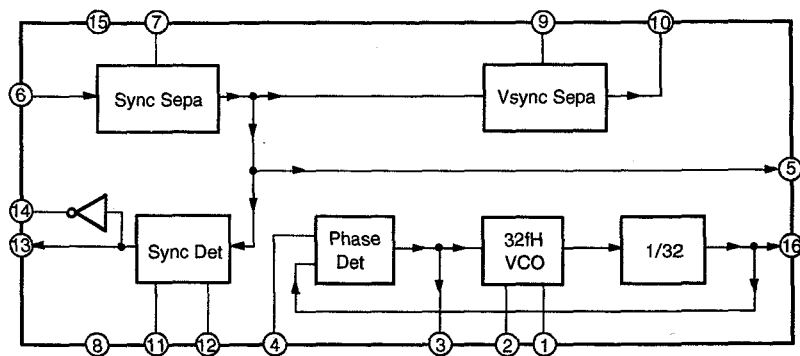 15
7
9
10
6
Sync Sepa
Vsync Sepa
5
14
13
Sync Det
Phase
Det
32fH
VCO
1/32
16
8
11
12
4
3
2
1